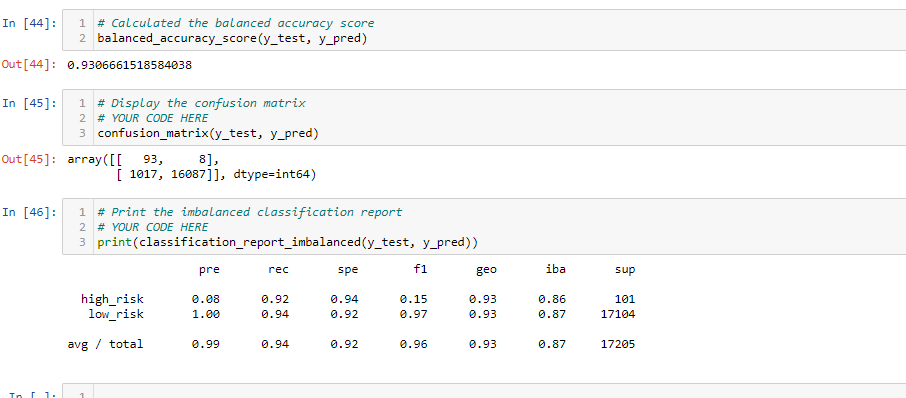 In [44]: 1 # Calculated the balanced accuracy score
2 balanced_accuracy_score(y_test, y_pred)
Out[44]: 0.9306661518584038
In [45]: 1 # Display the confusion matrix
2 # YOUR CODE HERE
3 confusion_matrix(y_test, y_pred)
Out[45]: array([[ 93, 8],
[ 1017, 16087]], dtype=int64)
In [46]: 1 # Print the imbalanced classification report
2 # YOUR CODE HERE
3 print(classification_report_imbalanced(y_test, y_pred))
pre rec spe f1 geo iba sup
high_risk 0.08 0.92 0.94 0.15 0.93 0.86 101
low_risk 1.00 0.94 0.92 0.97 0.93 0.87 17104
avg / total 0.99 0.94 0.92 0.96 0.93 0.87 17205
In [ ]: 1